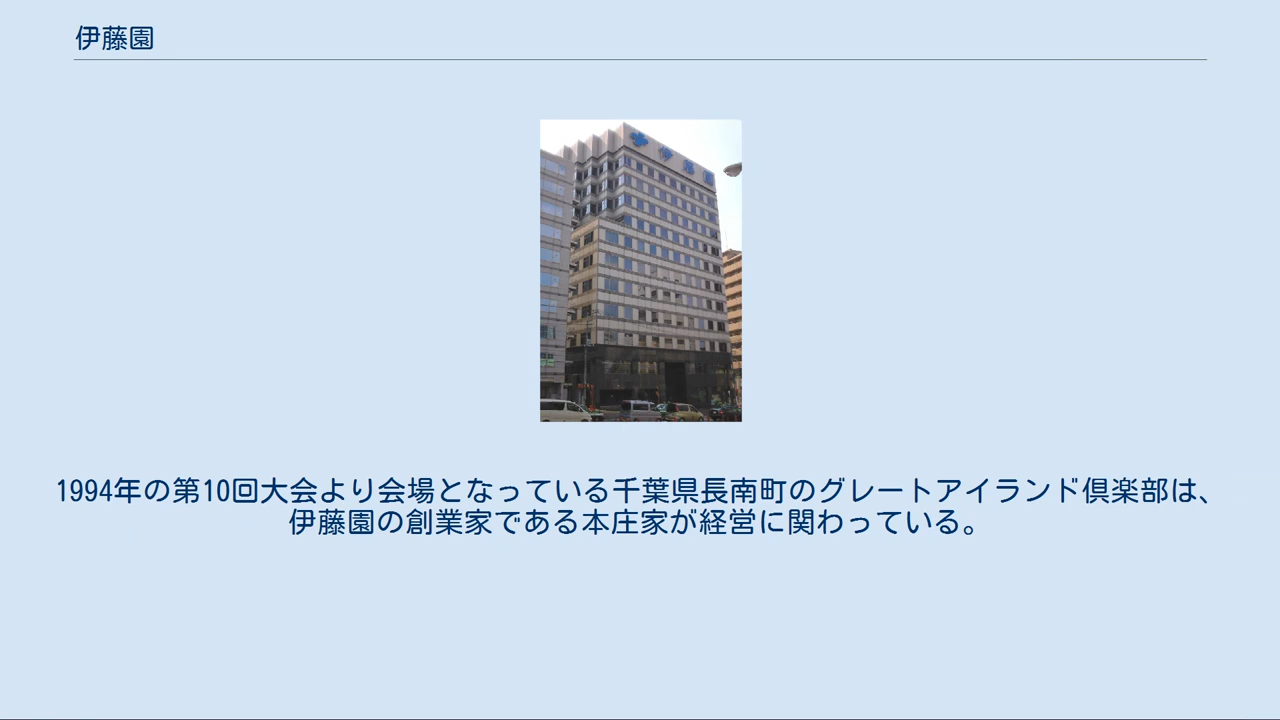 伊藤園
伊藤園
1994年の第10回大会より会場となっている千葉県長南町のグレートアイランド倶楽部は、
伊藤園の創業家である本庄家が経営に関わっている。